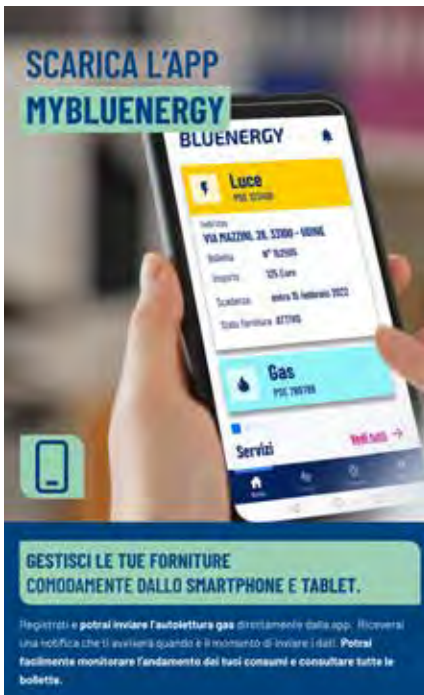 SCARICA L'APP
MYBLUENERGY
BLUENERGY
Luce
Indirizzo
VIA MAZZINI, 28, 33100 - UDINE
Bolletta N°
Importo 125 Euro
Scadenza entro 15 febbraio 2022
Stato fornitura ATTIVO
Gas
Servizi Vedi tutti →
GESTISCI LE TUE FORNITURE
COMODAMENTE DALLO SMARTPHONE E TABLET.
Registrati e potrai inviare l'autolettura gas direttamente dalla app. Riceverai
una notifica che ti avviserà quando è il momento di inviare i dati. Potrai
facilmente monitorare l'andamento dei tuoi consumi e consultare tutte le
bollette.